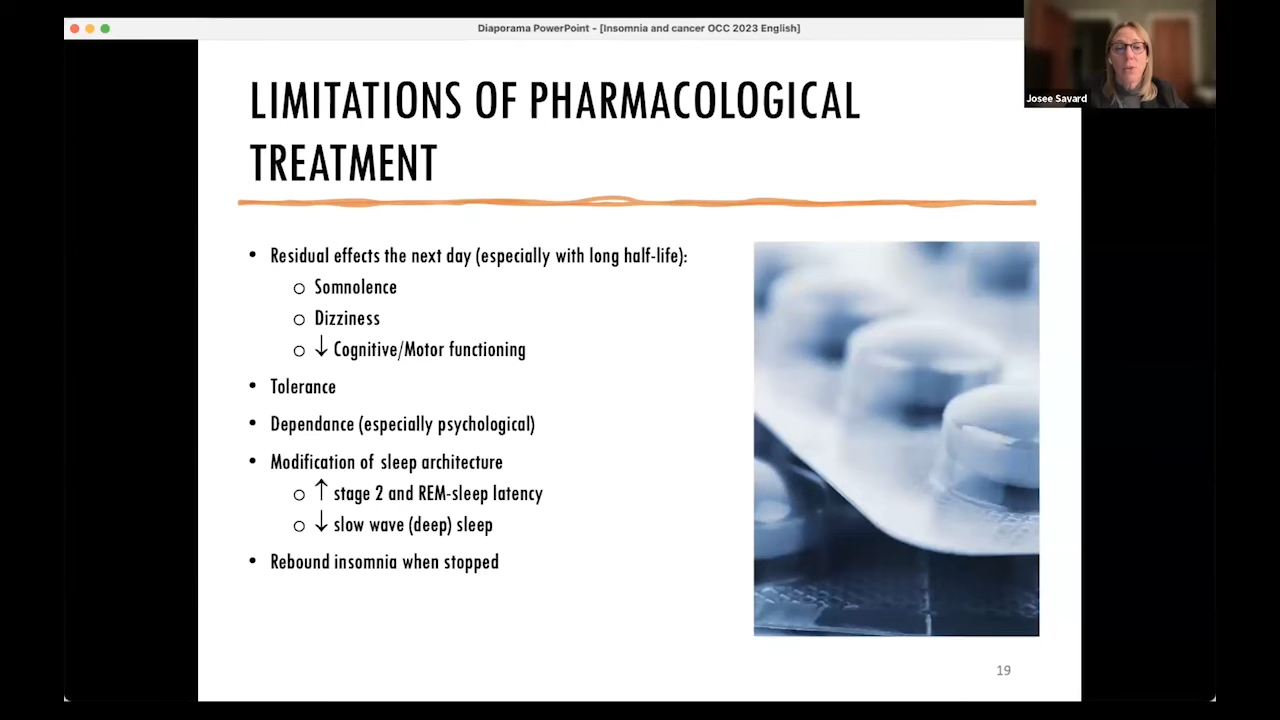 Diaporama PowerPoint - [Insomnia and cancer OCC 2023 English]
Josee Savard
LIMITATIONS OF PHARMACOLOGICAL
TREATMENT
• Residual effects the next day (especially with long half-life):
○ Somnolence
○ Dizziness
○ ↓ Cognitive/Motor functioning
• Tolerance
• Dependance (especially psychological)
• Modification of sleep architecture
○ ↑ stage 2 and REM-sleep latency
○ ↓ slow wave (deep) sleep
• Rebound insomnia when stopped
19